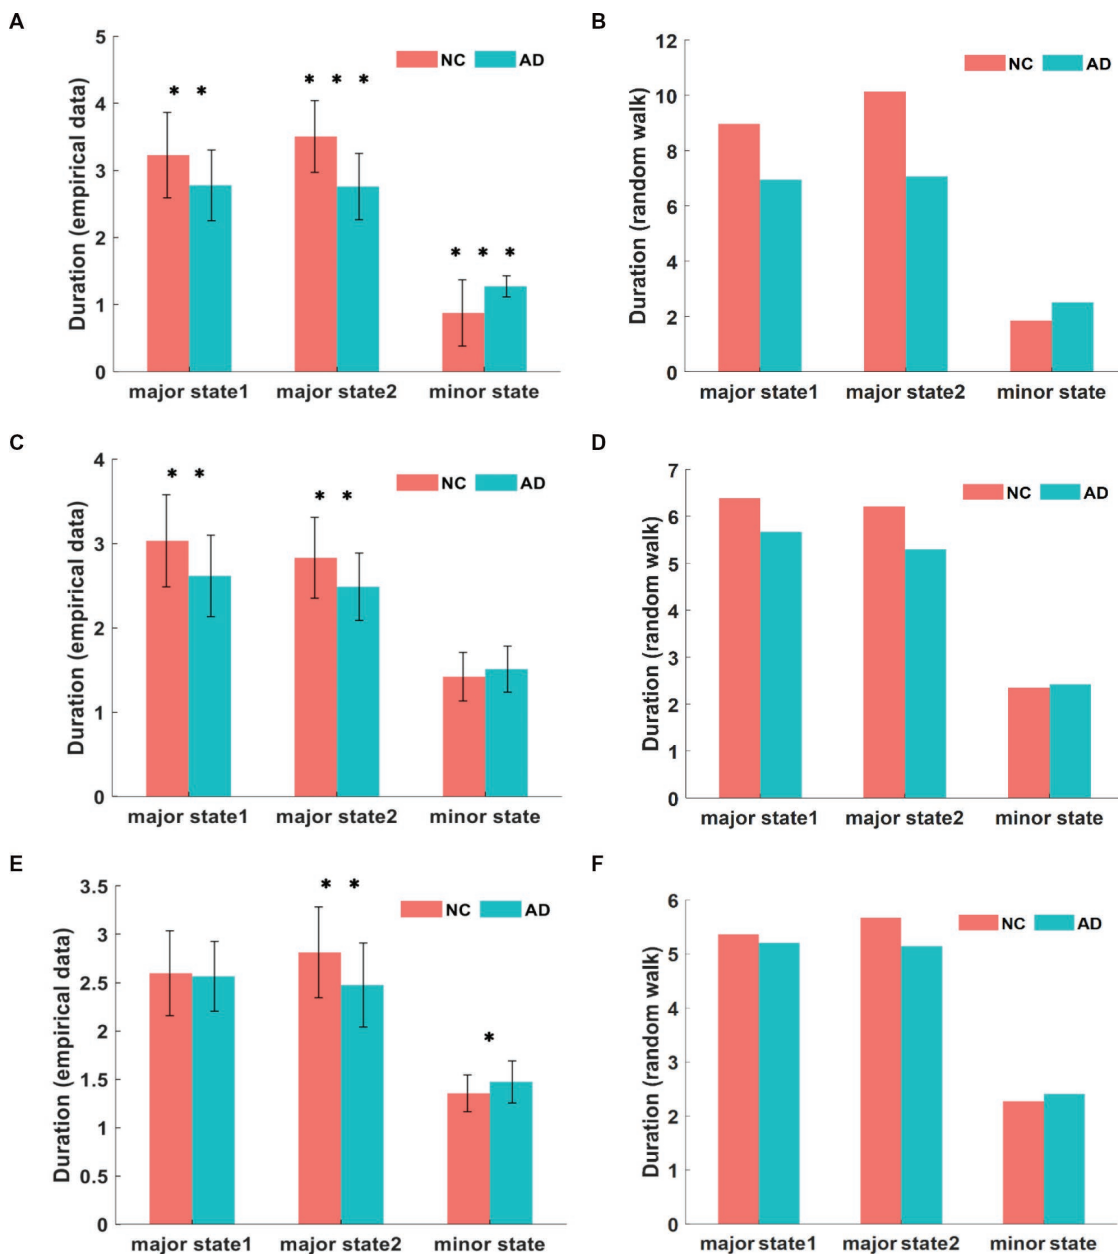 A
Duration (empirical data)
5
4
3
2
1
0
* *
* * *
* * *
NC AD
major state1 major state2 minor state
B
Duration (random walk)
12
10
8
6
4
2
0
NC AD
major state1 major state2 minor state
C
Duration (empirical data)
4
3
2
1
0
* *
* *
NC AD
major state1 major state2 minor state
D
Duration (random walk)
7
6
5
4
3
2
1
0
NC AD
major state1 major state2 minor state
E
Duration (empirical data)
3.5
3
2.5
2
1.5
1
0.5
0
* *
*
NC AD
major state1 major state2 minor state
F
Duration (random walk)
6
5
4
3
2
1
0
NC AD
major state1 major state2 minor state